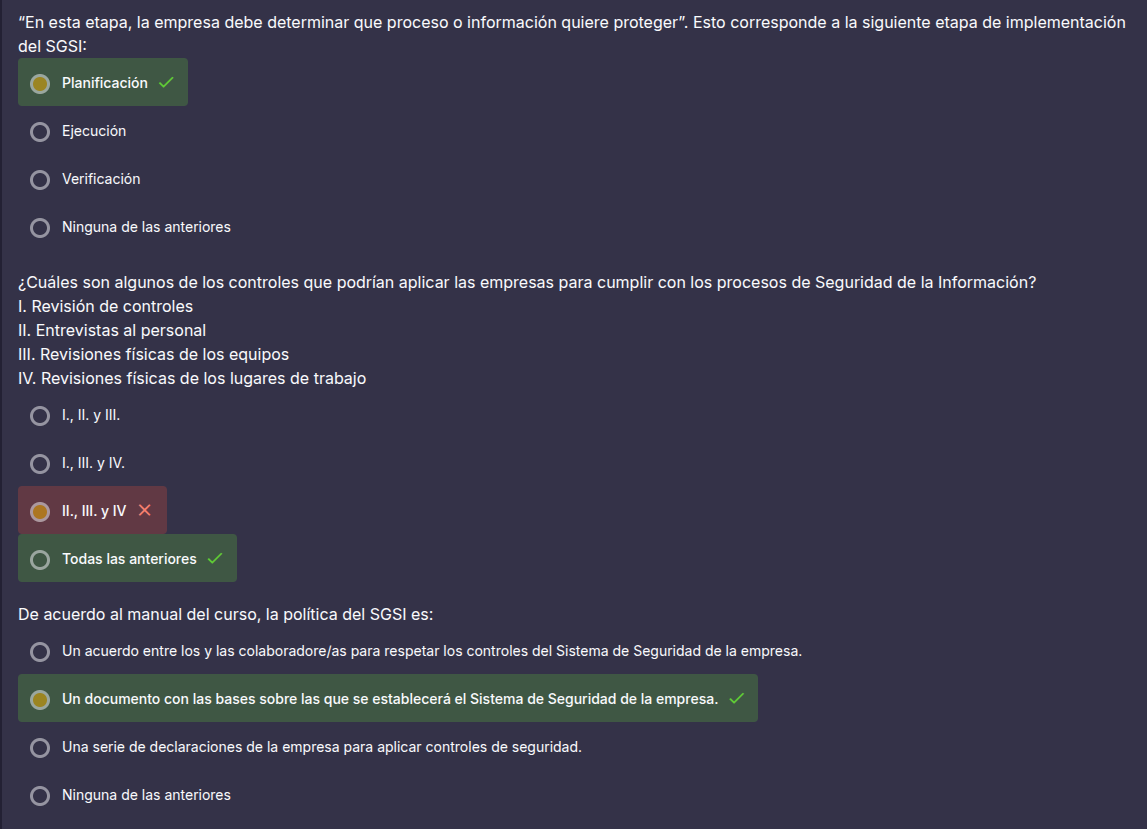 “En esta etapa, la empresa debe determinar que proceso o información quiere proteger”. Esto corresponde a la siguiente etapa de implementación
del SGSI:
Planificación
Ejecución
Verificación
Ninguna de las anteriores
¿Cuáles son algunos de los controles que podrían aplicar las empresas para cumplir con los procesos de Seguridad de la Información?
I. Revisión de controles
II. Entrevistas al personal
III. Revisiones físicas de los equipos
IV. Revisiones físicas de los lugares de trabajo
I., II. y III.
I., III. y IV.
II., III. y IV
Todas las anteriores
De acuerdo al manual del curso, la política del SGSI es:
Un acuerdo entre los y las colaboradore/as para respetar los controles del Sistema de Seguridad de la empresa.
Un documento con las bases sobre las que se establecerá el Sistema de Seguridad de la empresa.
Una serie de declaraciones de la empresa para aplicar controles de seguridad.
Ninguna de las anteriores